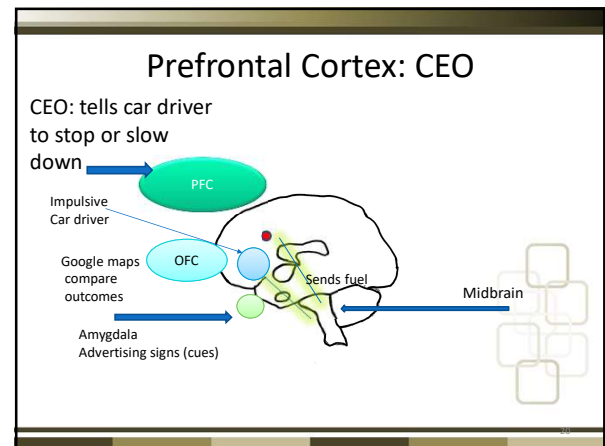 Prefrontal Cortex: CEO
CEO: tells car driver
to stop or slow
down
PFC
Impulsive
Car driver
OFC
Google maps
compare
outcomes
Sends fuel
Midbrain
Amygdala
Advertising signs (cues)